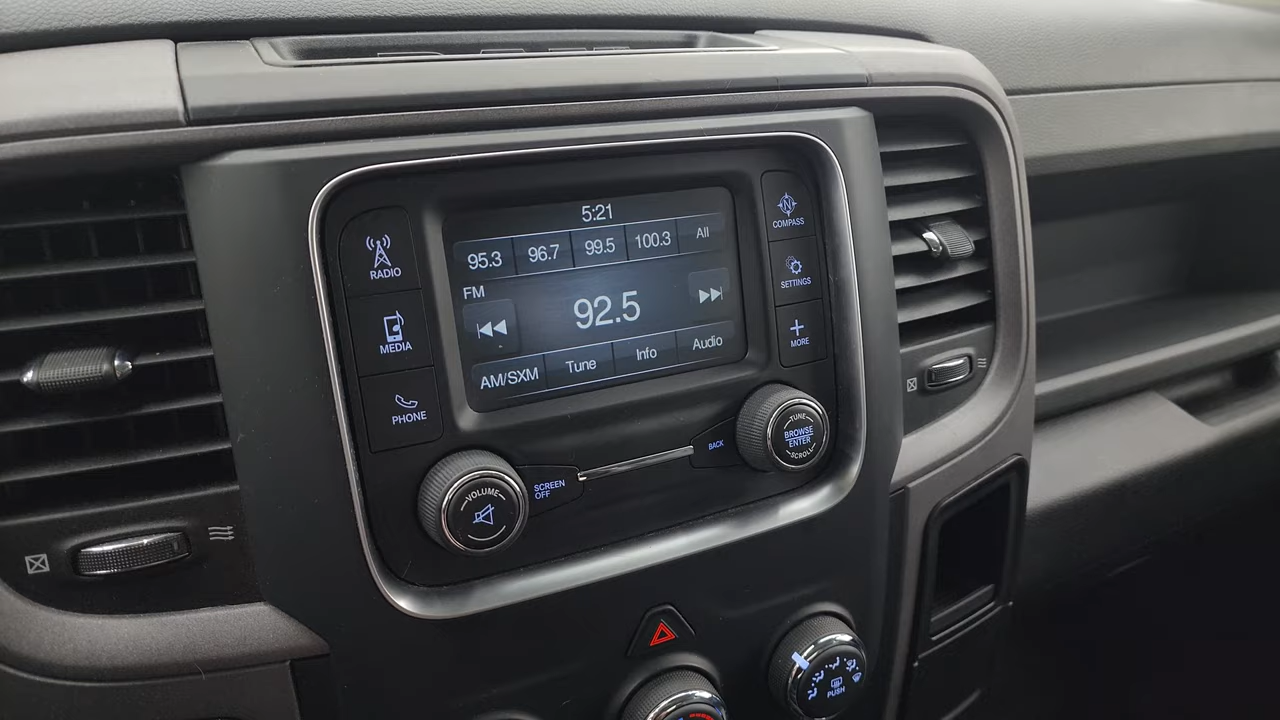 5:21
95.3 96.7 99.5 100.3 All
FM
92.5
AM/SXM Tune Info Audio
RADIO
MEDIA
PHONE
COMPASS
SETTINGS
MORE
VOLUME
SCREEN
OFF
BACK
TUNE
BROWSE
ENTER
SCROLL
PUSH